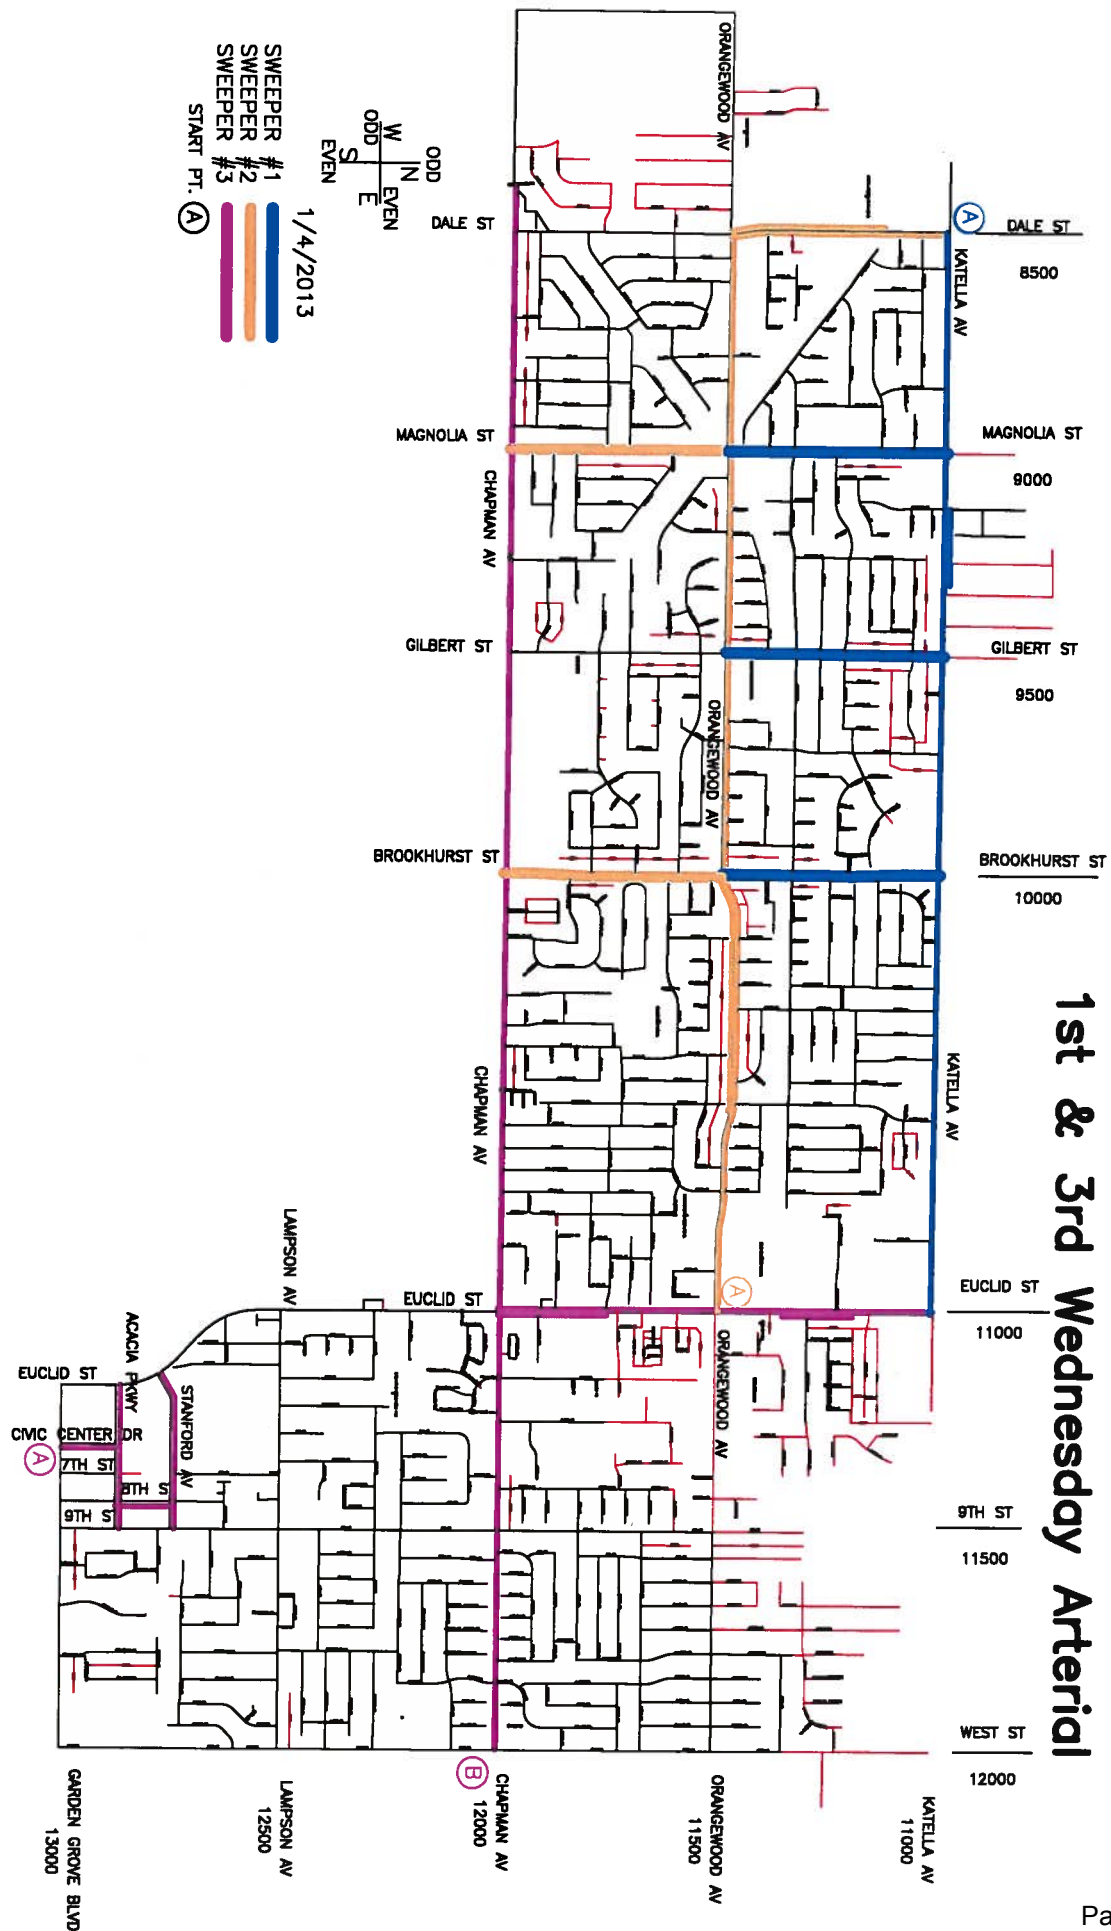 1st & 3rd Wednesday Arterial
DALE ST
8500
MAGNOLIA ST
9000
GILBERT ST
9500
BROOKHURST ST
10000
EUCLID ST
11000
9TH ST
11500
WEST ST
12000
A
KATELLA AV
KATELLA AV
KATELLA AV
11000
ORANGEWOOD AV
ORANGEWOOD AV
A
ORANGEWOOD AV
ORANGEWOOD AV
11500
DALE ST
MAGNOLIA ST
CHAPMAN AV
GILBERT ST
BROOKHURST ST
CHAPMAN AV
EUCLID ST
B
CHAPMAN AV
12000
LAMPSON AV
LAMPSON AV
12500
ACACIA PKWY
STANFORD AV
EUCLID ST
CIVIC CENTER DR
A
7TH ST
8TH S
9TH S
GARDEN GROVE BLVD
13000
ODD
N
EVEN
W
E
ODD
S
EVEN
1/4/2013
SWEEPER #1
SWEEPER #2
SWEEPER #3
START PT. A
Pa